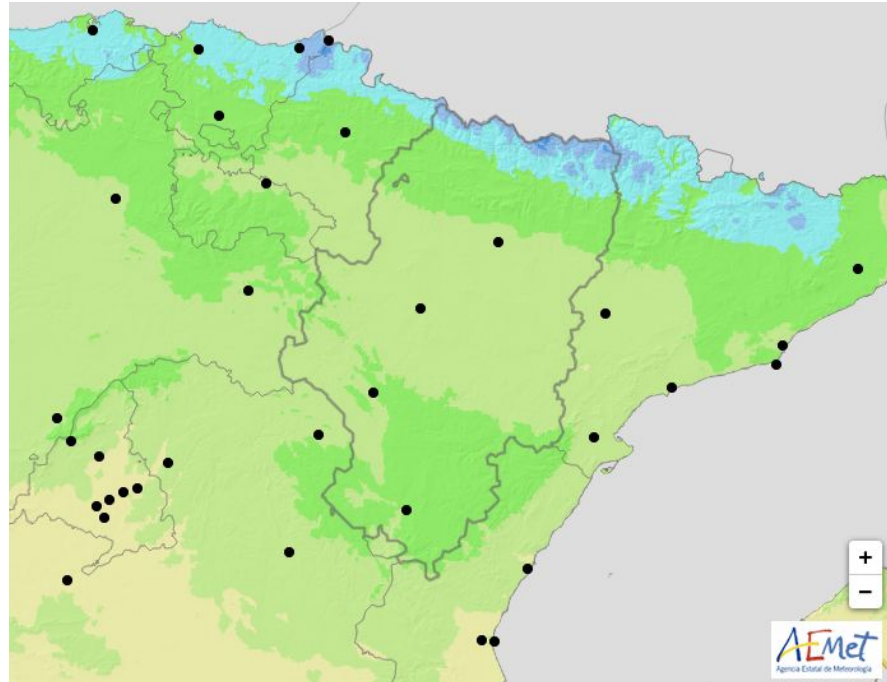 +
−
AEMet
Agencia Estatal de Meteorología